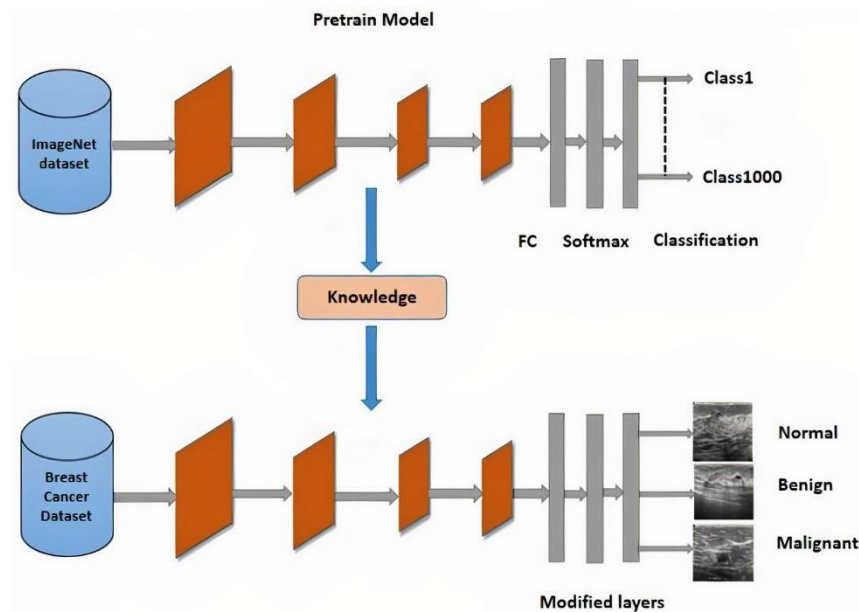 Pretrain Model
ImageNet
dataset
Class1
Class1000
FC
Softmax
Classification
Knowledge
Breast
Cancer
Dataset
Normal
Benign
Malignant
Modified layers